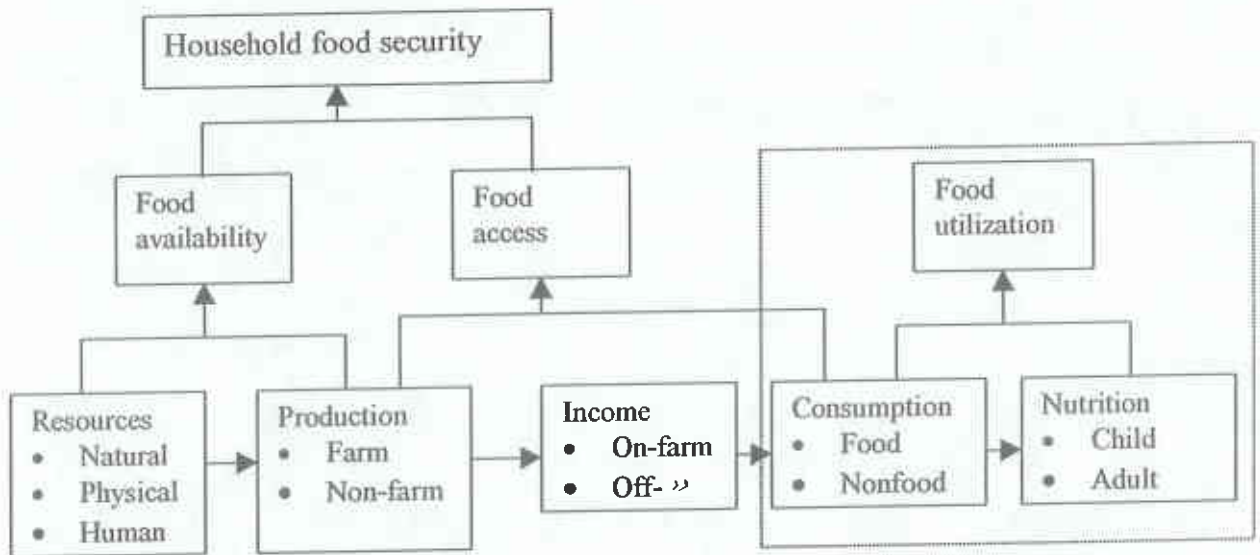 Household food security
Food
availability
Food
access
Food
utilization
Resources
• Natural
• Physical
• Human
Production
• Farm
• Non-farm
Income
• On-farm
• Off- ”
Consumption
• Food
• Nonfood
Nutrition
• Child
• Adult